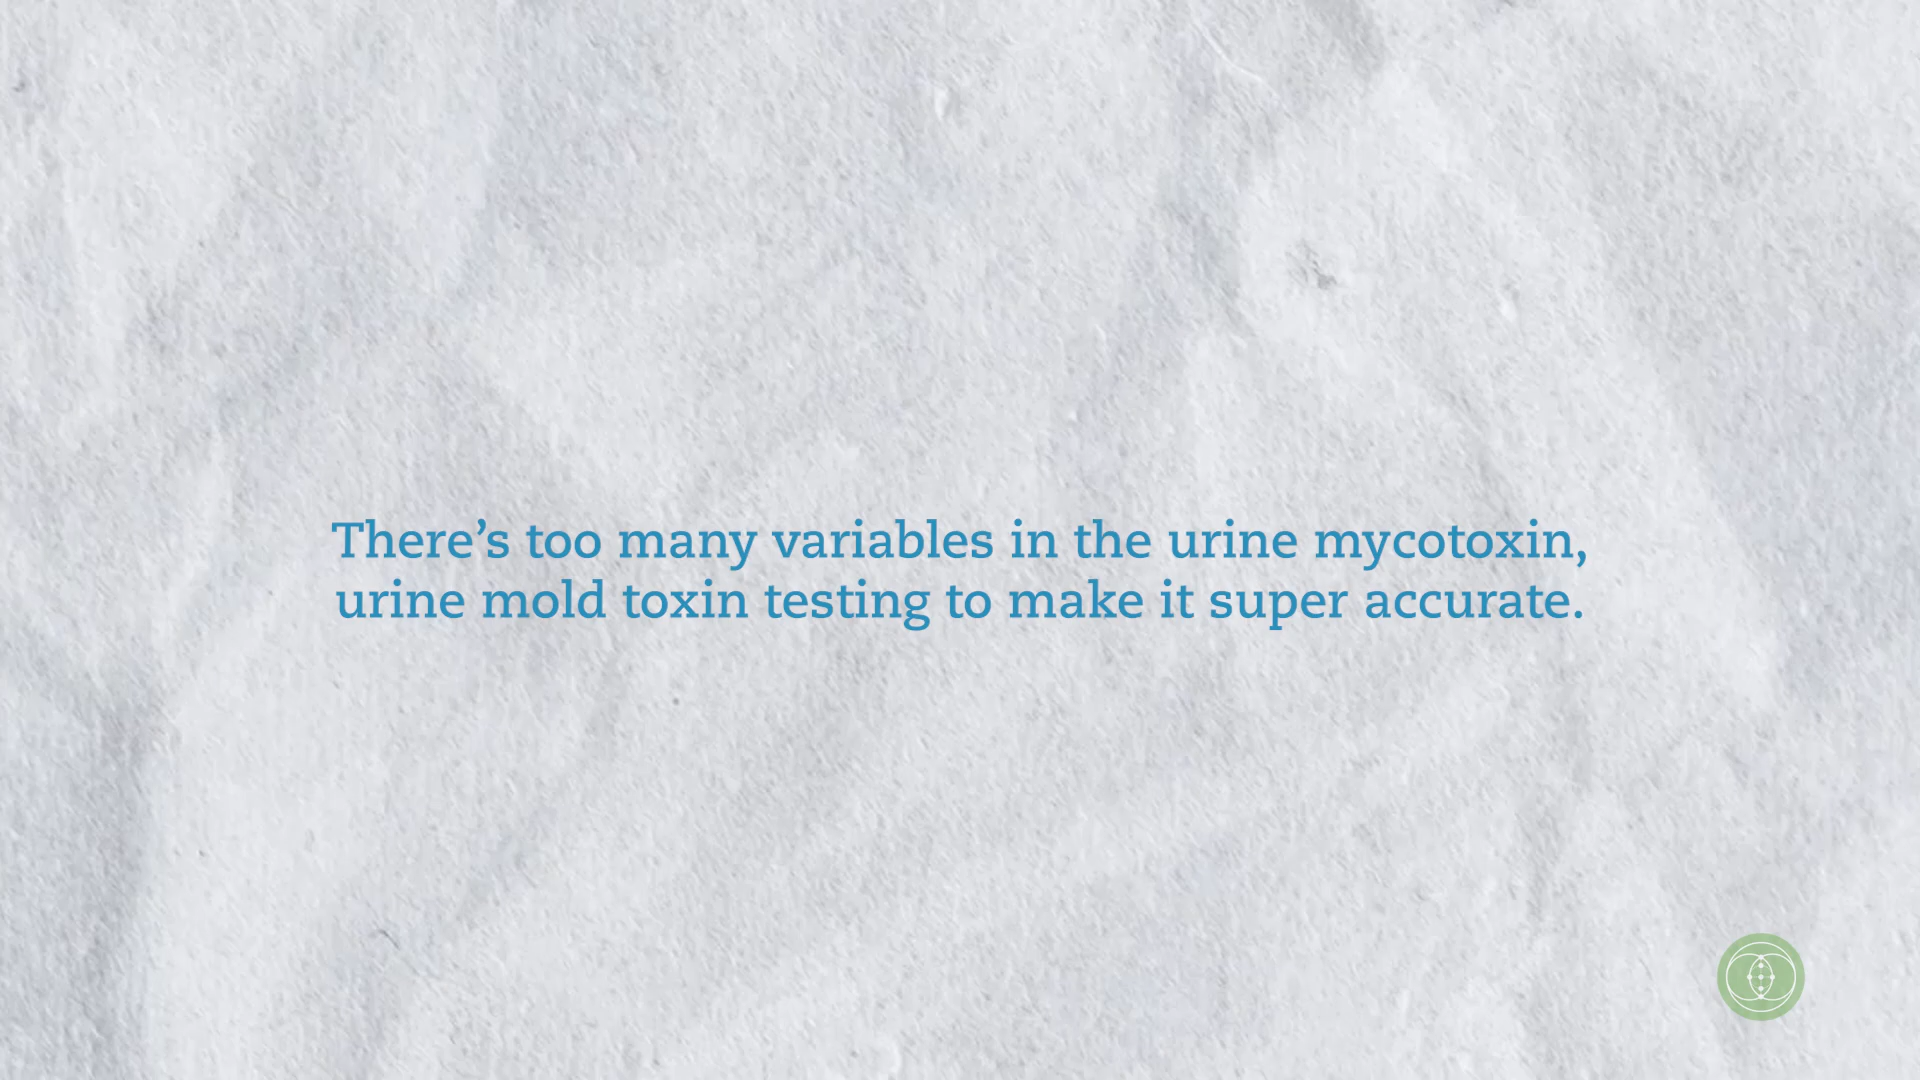 There’s too many variables in the urine mycotoxin,
urine mold toxin testing to make it super accurate.